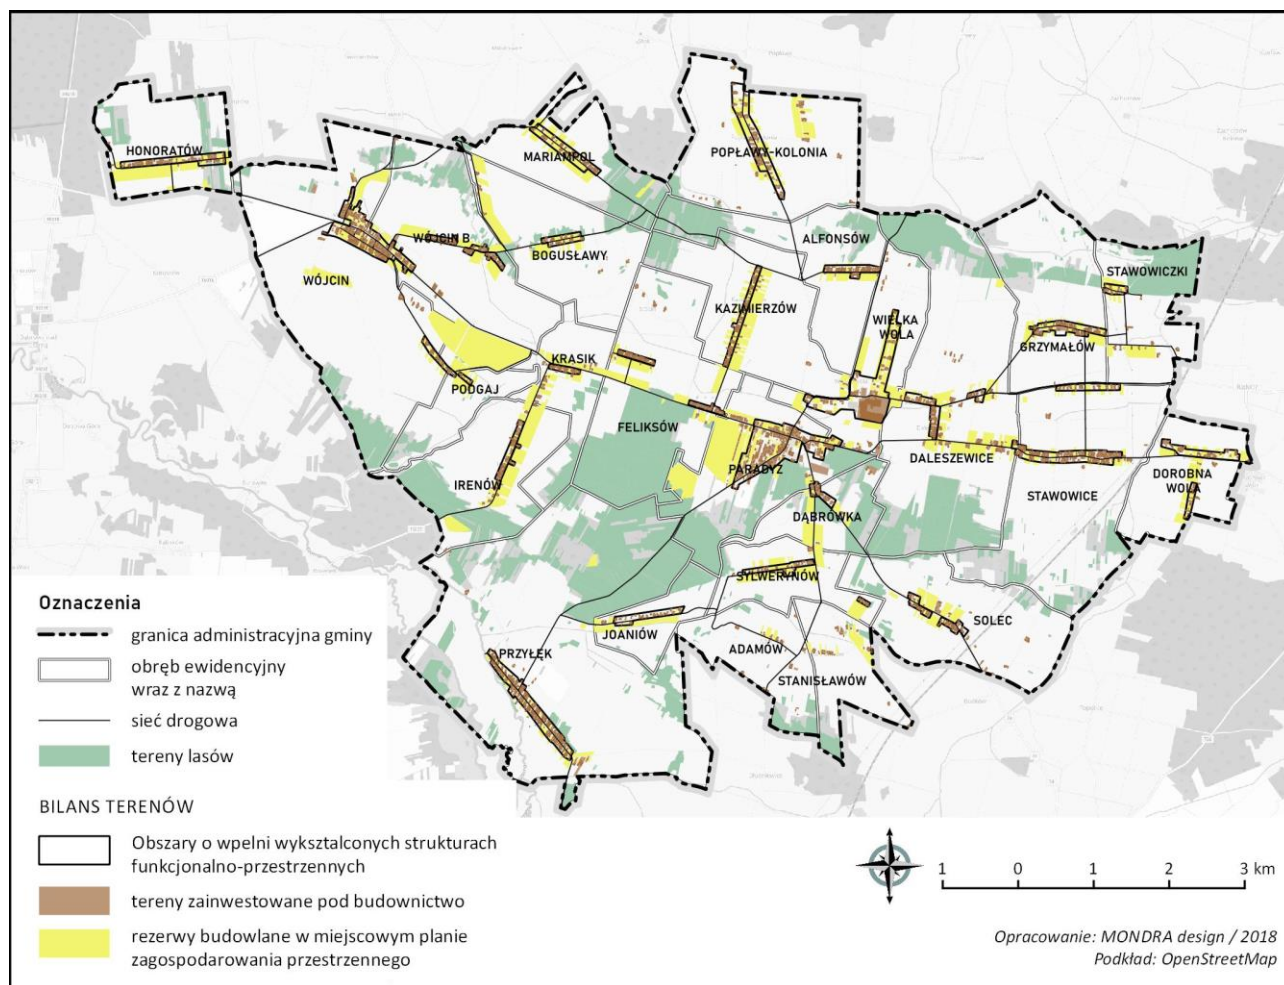 HONORATÓW
MARIAMPOL
POPŁAWY-KOLONIA
WÓJCIN B
BOGUSŁAWY
ALFONSÓW
STAWOWICZKI
WÓJCIN
KAZIMIERZÓW
WIELKA
WOLA
GRZYMAŁÓW
KRASIK
PODGAJ
FELIKSÓW
IRENÓW
PARADYŻ
DALESZEWICE
DOROBNA
WOLA
STAWOWICE
DĄBRÓWKA
SYLWERYNÓW
JOANIÓW
SOLEC
PRZYŁĘK
ADAMÓW
STANISŁAWÓW
Oznaczenia
granica administracyjna gminy
obręb ewidencyjny
wraz z nazwą
sieć drogowa
tereny lasów
BILANS TERENÓW
Obszary o wpelni wyksztalconych strukturach
funkcjonalno-przestrzennych
tereny zainwestowane pod budownictwo
rezerwy budowlane w miejscowym planie
zagospodarowania przestrzennego
1 0 1 2 3 km
Opracowanie: MONDRA design / 2018
Podkład: OpenStreetMap